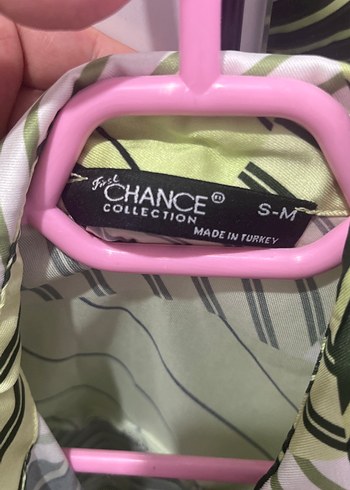 First
CHANCE ®
COLLECTION
S-M
MADE IN TURKEY